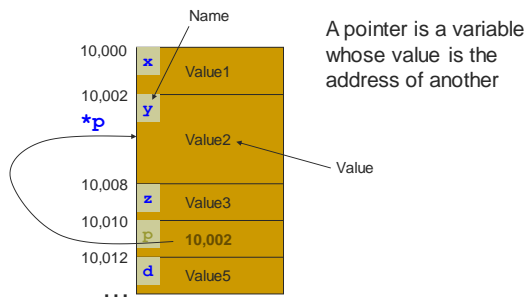 Name
A pointer is a variable
whose value is the
address of another
10,000
x
Value1
10,002
y
*p
Value2
Value
10,008
z
Value3
10,010
p
10,002
10,012
d
Value5
...